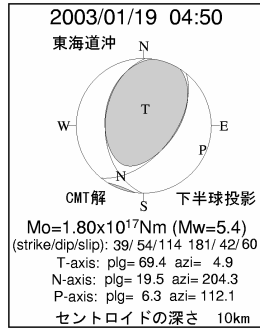 2003/01/19 04:50
東海道沖
N
T
W
E
P
N
S
CMT解 下半球投影
Mo=1.80x10¹⁷Nm (Mw=5.4)
(strike/dip/slip): 39/ 54/114 181/ 42/60
T-axis: plg= 69.4 azi= 4.9
N-axis: plg= 19.5 azi= 204.3
P-axis: plg= 6.3 azi= 112.1
セントロイドの深さ 10km